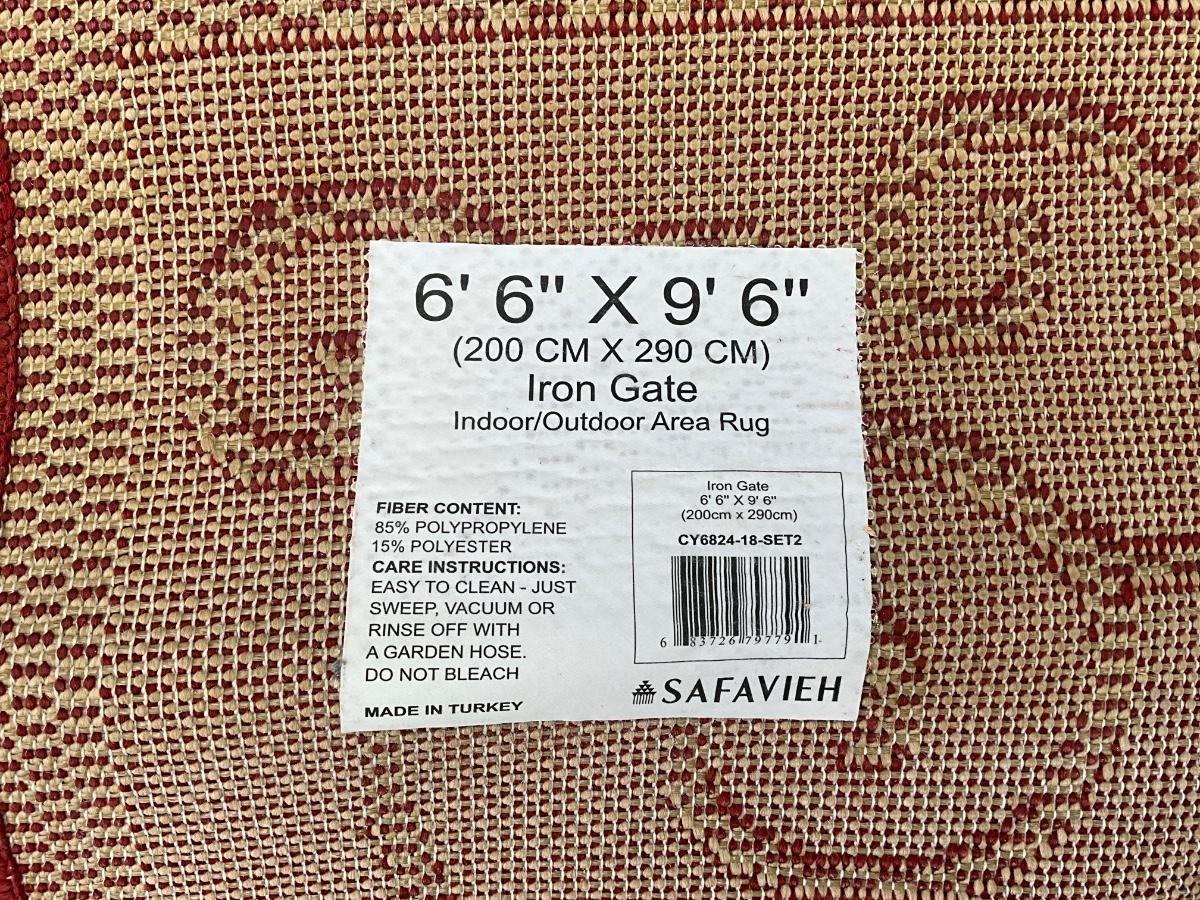 6' 6" X 9' 6"
(200 CM X 290 CM)
Iron Gate
Indoor/Outdoor Area Rug
FIBER CONTENT:
85% POLYPROPYLENE
15% POLYESTER
CARE INSTRUCTIONS:
EASY TO CLEAN - JUST
SWEEP, VACUUM OR
RINSE OFF WITH
A GARDEN HOSE.
DO NOT BLEACH
MADE IN TURKEY
Iron Gate
6' 6" X 9' 6"
(200cm x 290cm)
CY6824-18-SET2
6 83726 79779 1
SAFAVIEH